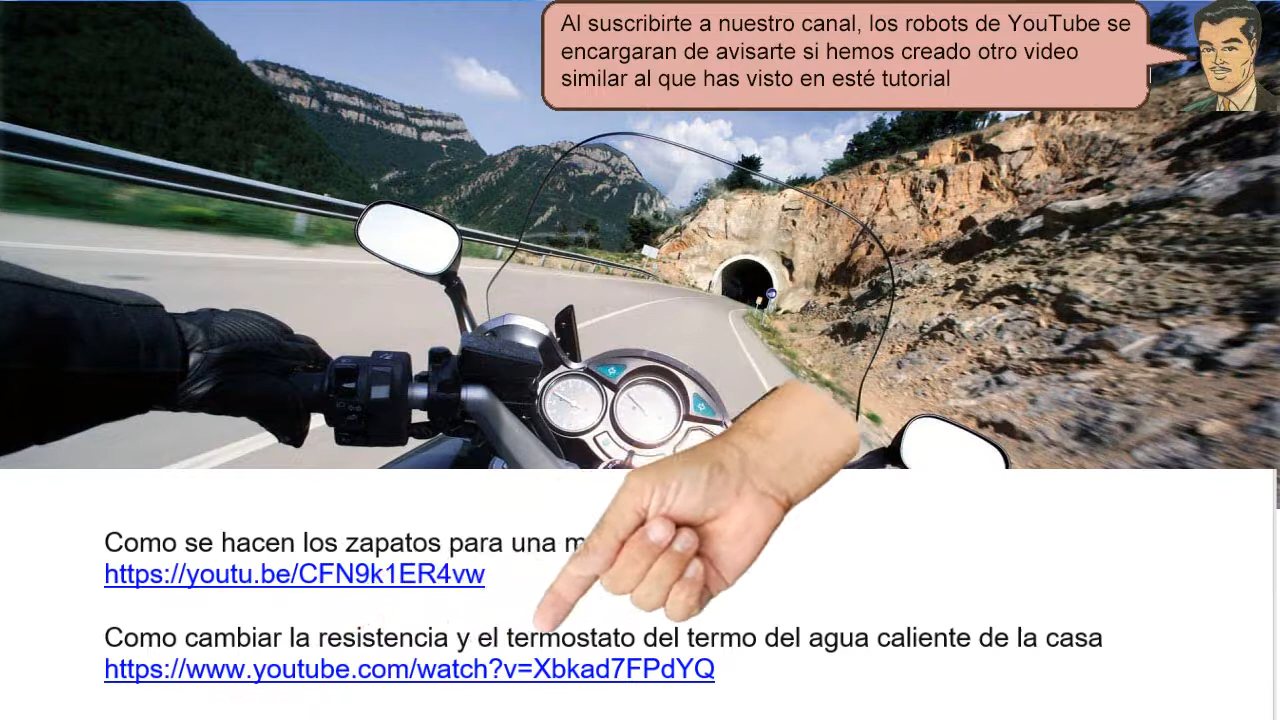 Al suscribirte a nuestro canal, los robots de YouTube se
encargaran de avisarte si hemos creado otro video
similar al que has visto en esté tutorial
Como se hacen los zapatos para una
https://youtu.be/CFN9k1ER4vw
Como cambiar la resistencia y el termostato del termo del agua caliente de la casa
https://www.youtube.com/watch?v=Xbkad7FPdYQ